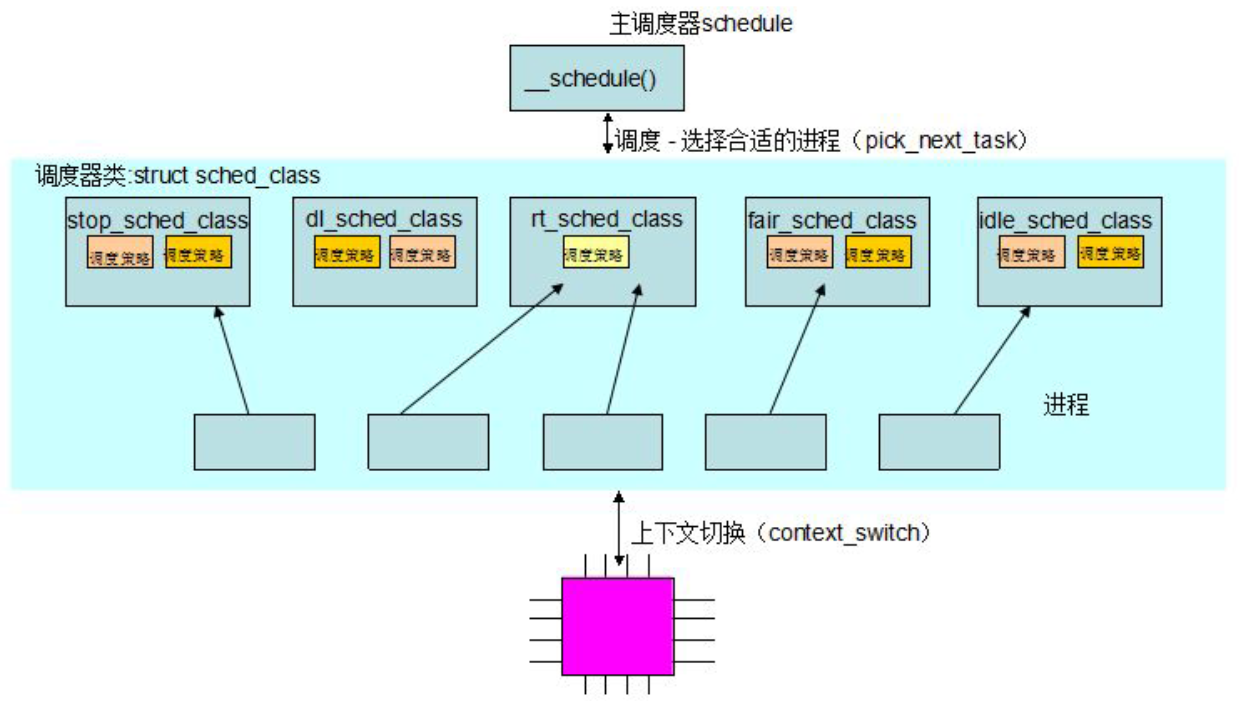 主调度器schedule
__schedule()
调度 - 选择合适的进程（pick_next_task）
调度器类:struct sched_class
stop_sched_class
调度策略 调度策略
dl_sched_class
调度策略 调度策略
rt_sched_class
调度策略
fair_sched_class
调度策略 调度策略
idle_sched_class
调度策略 调度策略
进程
上下文切换（context_switch）